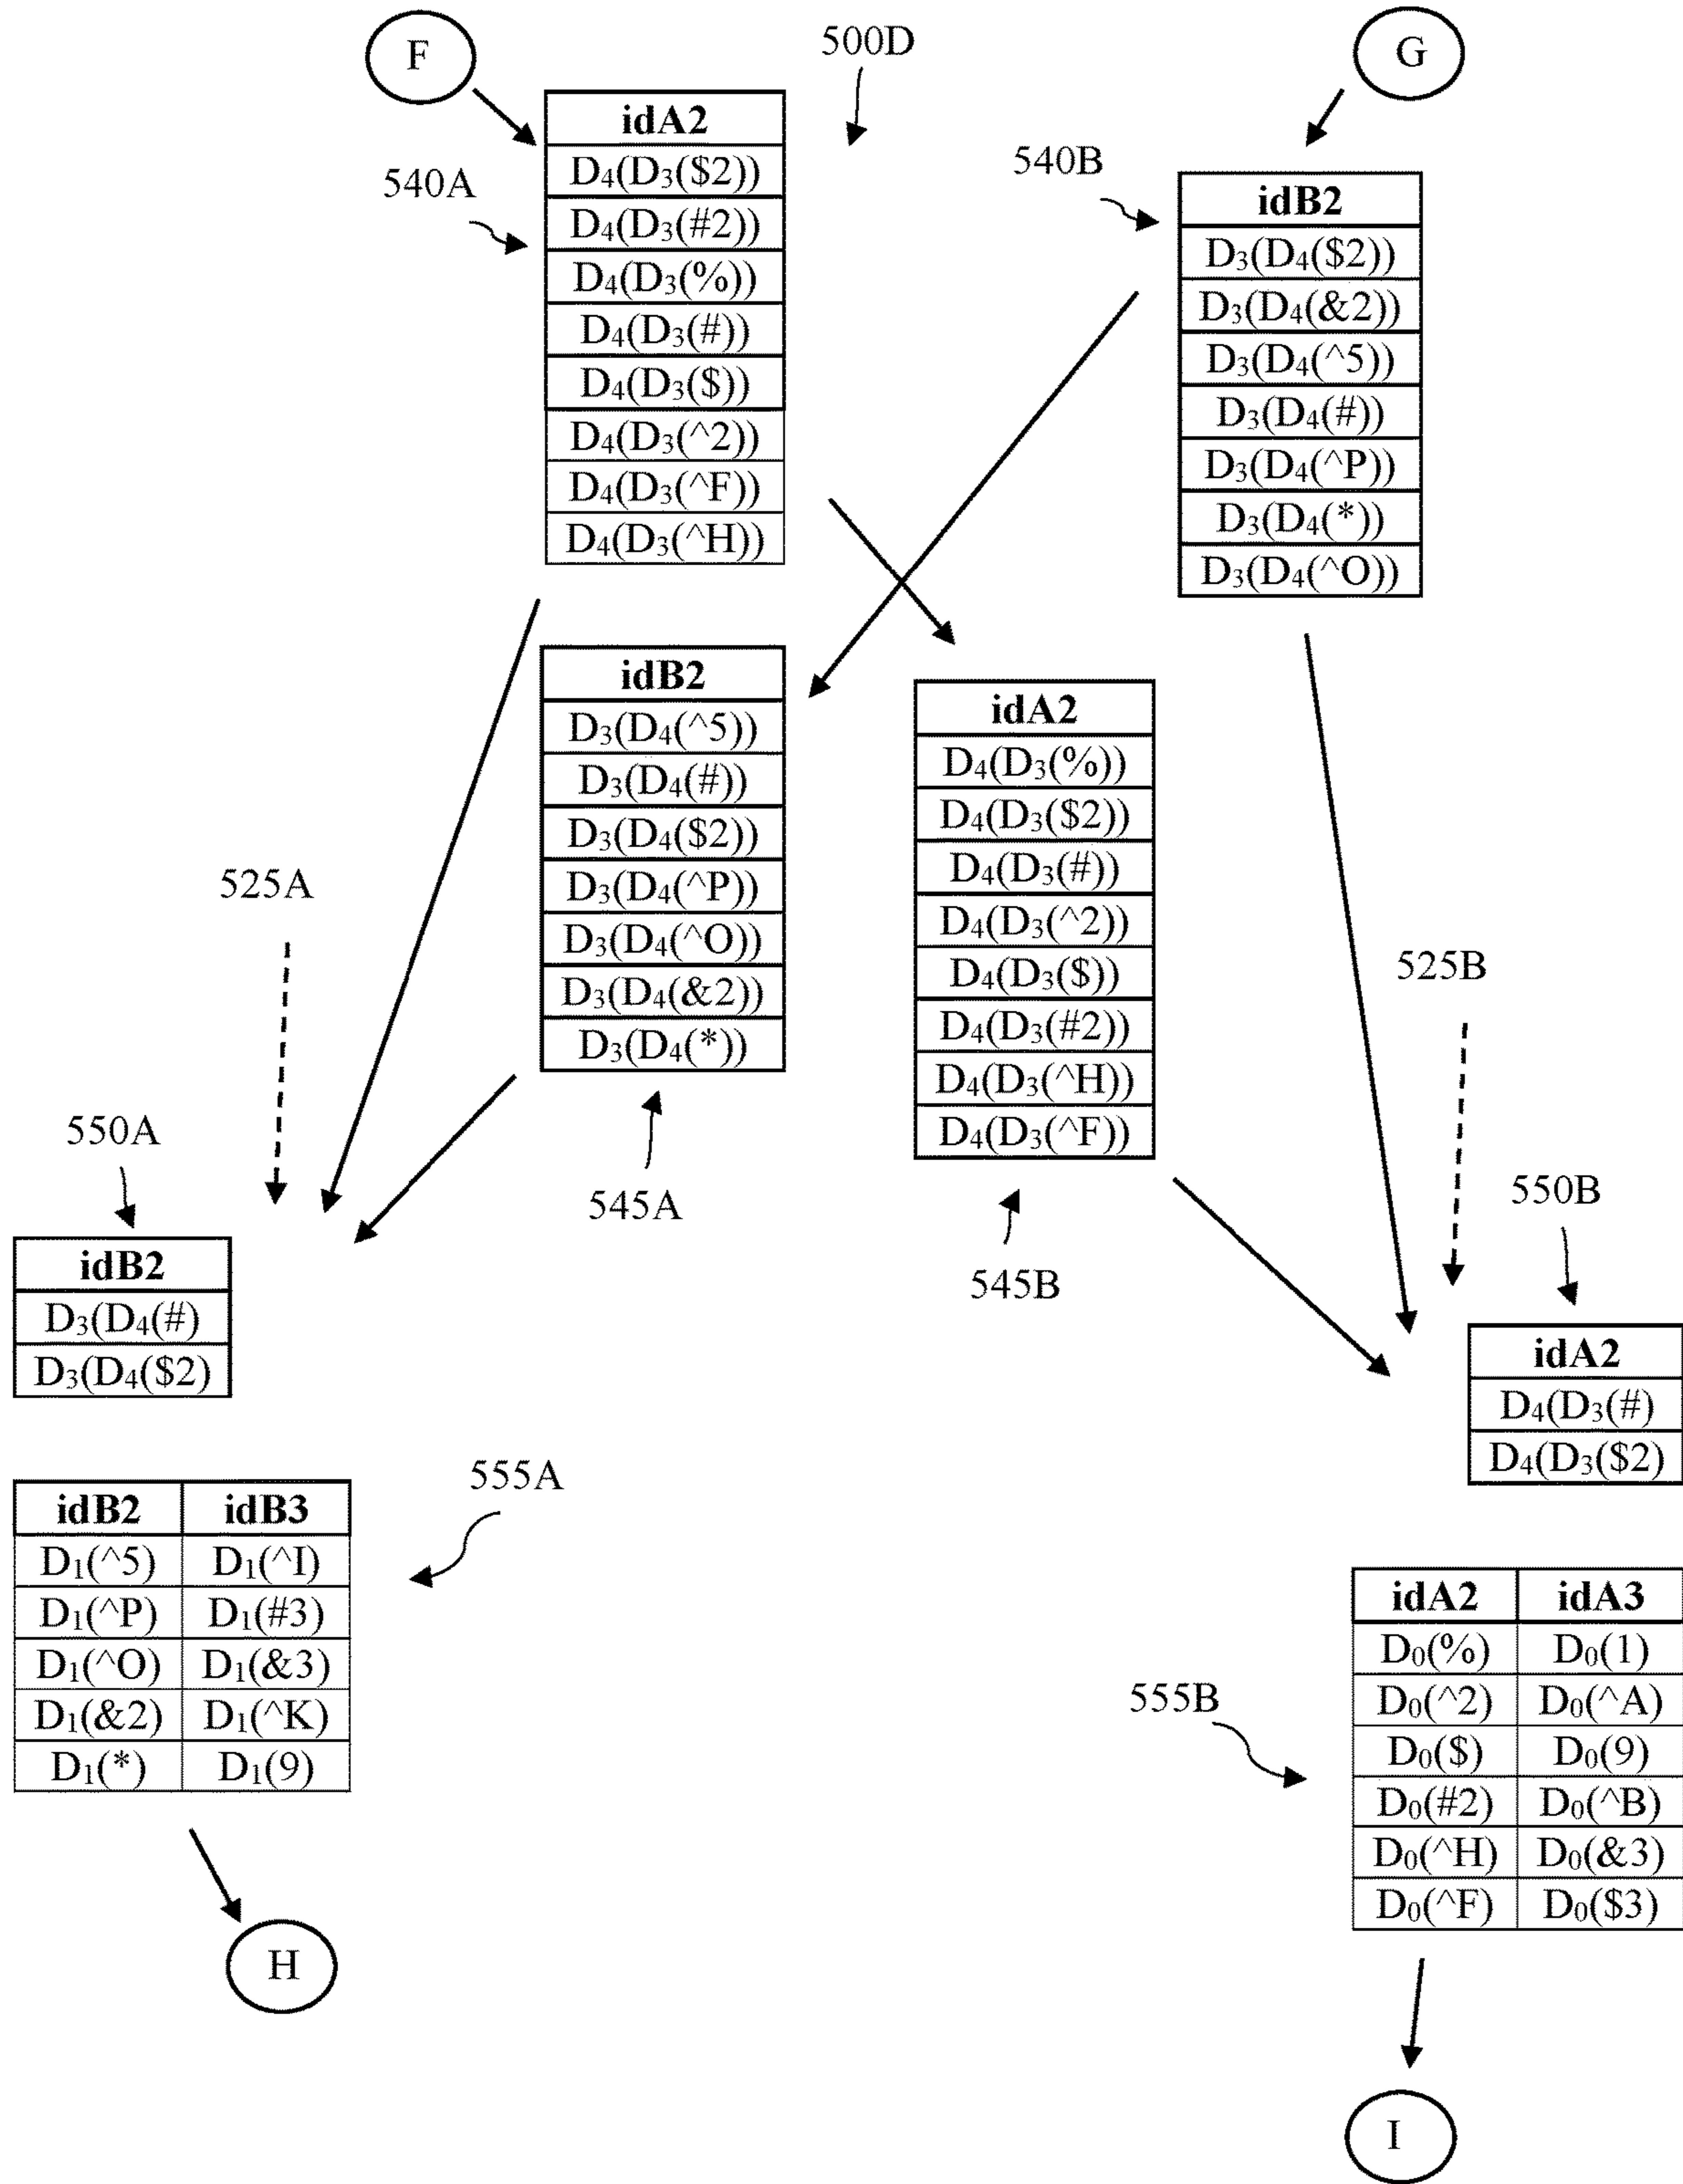 F
500D
G
idA2
D₄(D₃($2))
D₄(D₃(#2))
D₄(D₃(%))
D₄(D₃(#))
D₄(D₃($))
D₄(D₃(^2))
D₄(D₃(^F))
D₄(D₃(^H))
540A
540B
idB2
D₃(D₄($2))
D₃(D₄(&2))
D₃(D₄(^5))
D₃(D₄(#))
D₃(D₄(^P))
D₃(D₄(*))
D₃(D₄(^O))
idB2
D₃(D₄(^5))
D₃(D₄(#))
D₃(D₄($2))
D₃(D₄(^P))
D₃(D₄(^O))
D₃(D₄(&2))
D₃(D₄(*))
545A
idA2
D₄(D₃(%))
D₄(D₃($2))
D₄(D₃(#))
D₄(D₃(^2))
D₄(D₃($))
D₄(D₃(#2))
D₄(D₃(^H))
D₄(D₃(^F))
545B
525A
525B
550A
idB2
D₃(D₄(#)
D₃(D₄($2)
550B
idA2
D₄(D₃(#)
D₄(D₃($2)
555A
idB2 idB3
D₁(^5) D₁(^I)
D₁(^P) D₁(#3)
D₁(^O) D₁(&3)
D₁(&2) D₁(^K)
D₁(*) D₁(9)
555B
idA2 idA3
D₀(%) D₀(1)
D₀(^2) D₀(^A)
D₀($) D₀(9)
D₀(#2) D₀(^B)
D₀(^H) D₀(&3)
D₀(^F) D₀($3)
H
I